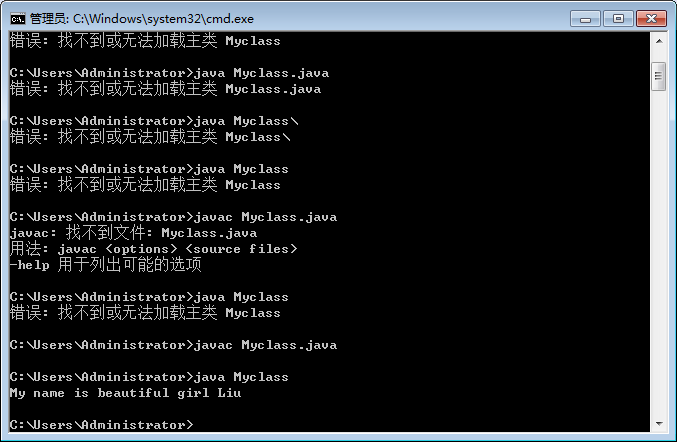 管理员: C:\Windows\system32\cmd.exe
错误: 找不到或无法加载主类 Myclass
C:\Users\Administrator>java Myclass.java
错误: 找不到或无法加载主类 Myclass.java
C:\Users\Administrator>java Myclass\
错误: 找不到或无法加载主类 Myclass\
C:\Users\Administrator>java Myclass
错误: 找不到或无法加载主类 Myclass
C:\Users\Administrator>javac Myclass.java
javac: 找不到文件: Myclass.java
用法: javac <options> <source files>
-help 用于列出可能的选项
C:\Users\Administrator>java Myclass
错误: 找不到或无法加载主类 Myclass
C:\Users\Administrator>javac Myclass.java
C:\Users\Administrator>java Myclass
My name is beautiful girl Liu
C:\Users\Administrator>